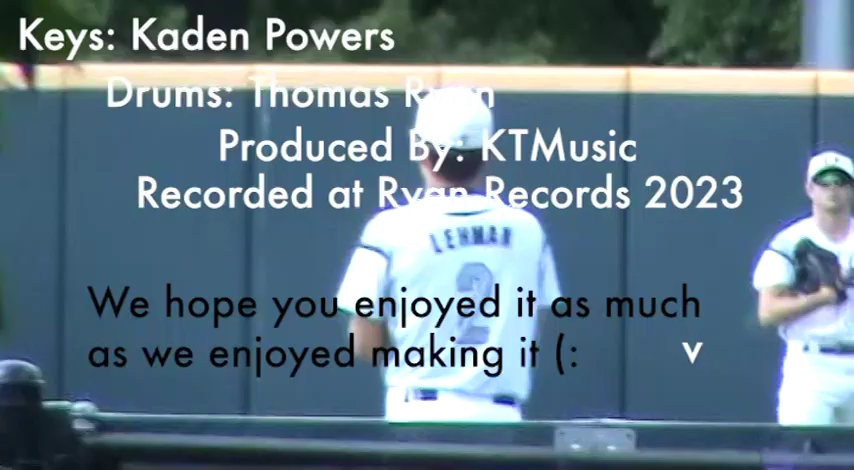 Keys: Kaden Powers
Drums: Thomas Ryan
Produced By: KTMusic
Recorded at Ryan Records 2023
LEHMAN
2
We hope you enjoyed it as much
as we enjoyed making it (:
v